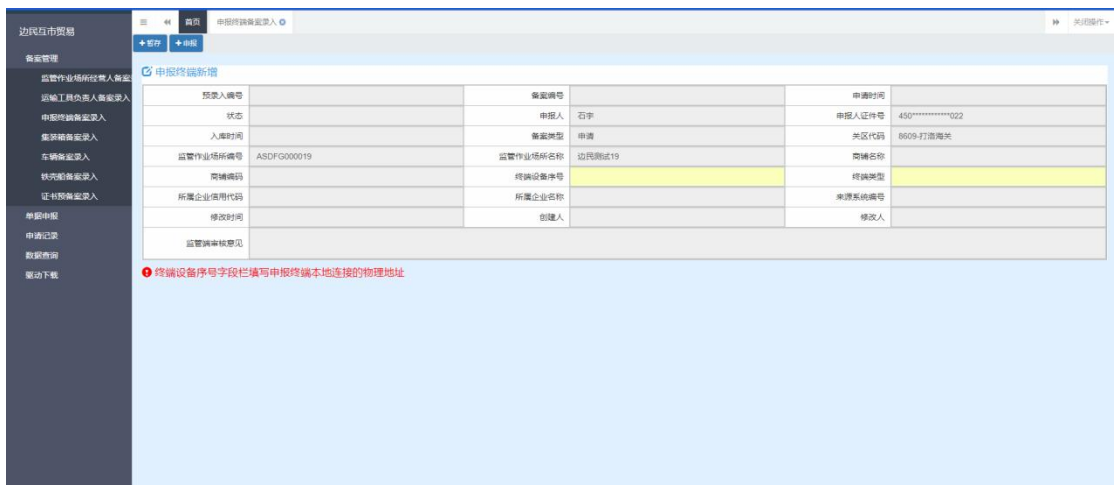 边民互市贸易
首页 申报终端备案录入 关闭操作
暂存 申报
备案管理
监管作业场所经营人备案
运输工具负责人备案录入
申报终端备案录入
集装箱备案录入
车辆备案录入
铁壳船备案录入
证书预备案录入
单据申报
申请记录
数据查询
驱动下载
申报终端新增
预录入编号 备案编号 申请时间
状态 申报人 石宇 申报人证件号 450************022
入库时间 备案类型 申请 关区代码 8609-打洛海关
监管作业场所编号 ASDFG000019 监管作业场所名称 边民测试19 商铺名称
商铺编码 终端设备序号 终端类型
所属企业信用代码 所属企业名称 来源系统编号
修改时间 创建人 修改人
监管端审核意见
终端设备序号字段栏填写申报终端本地连接的物理地址